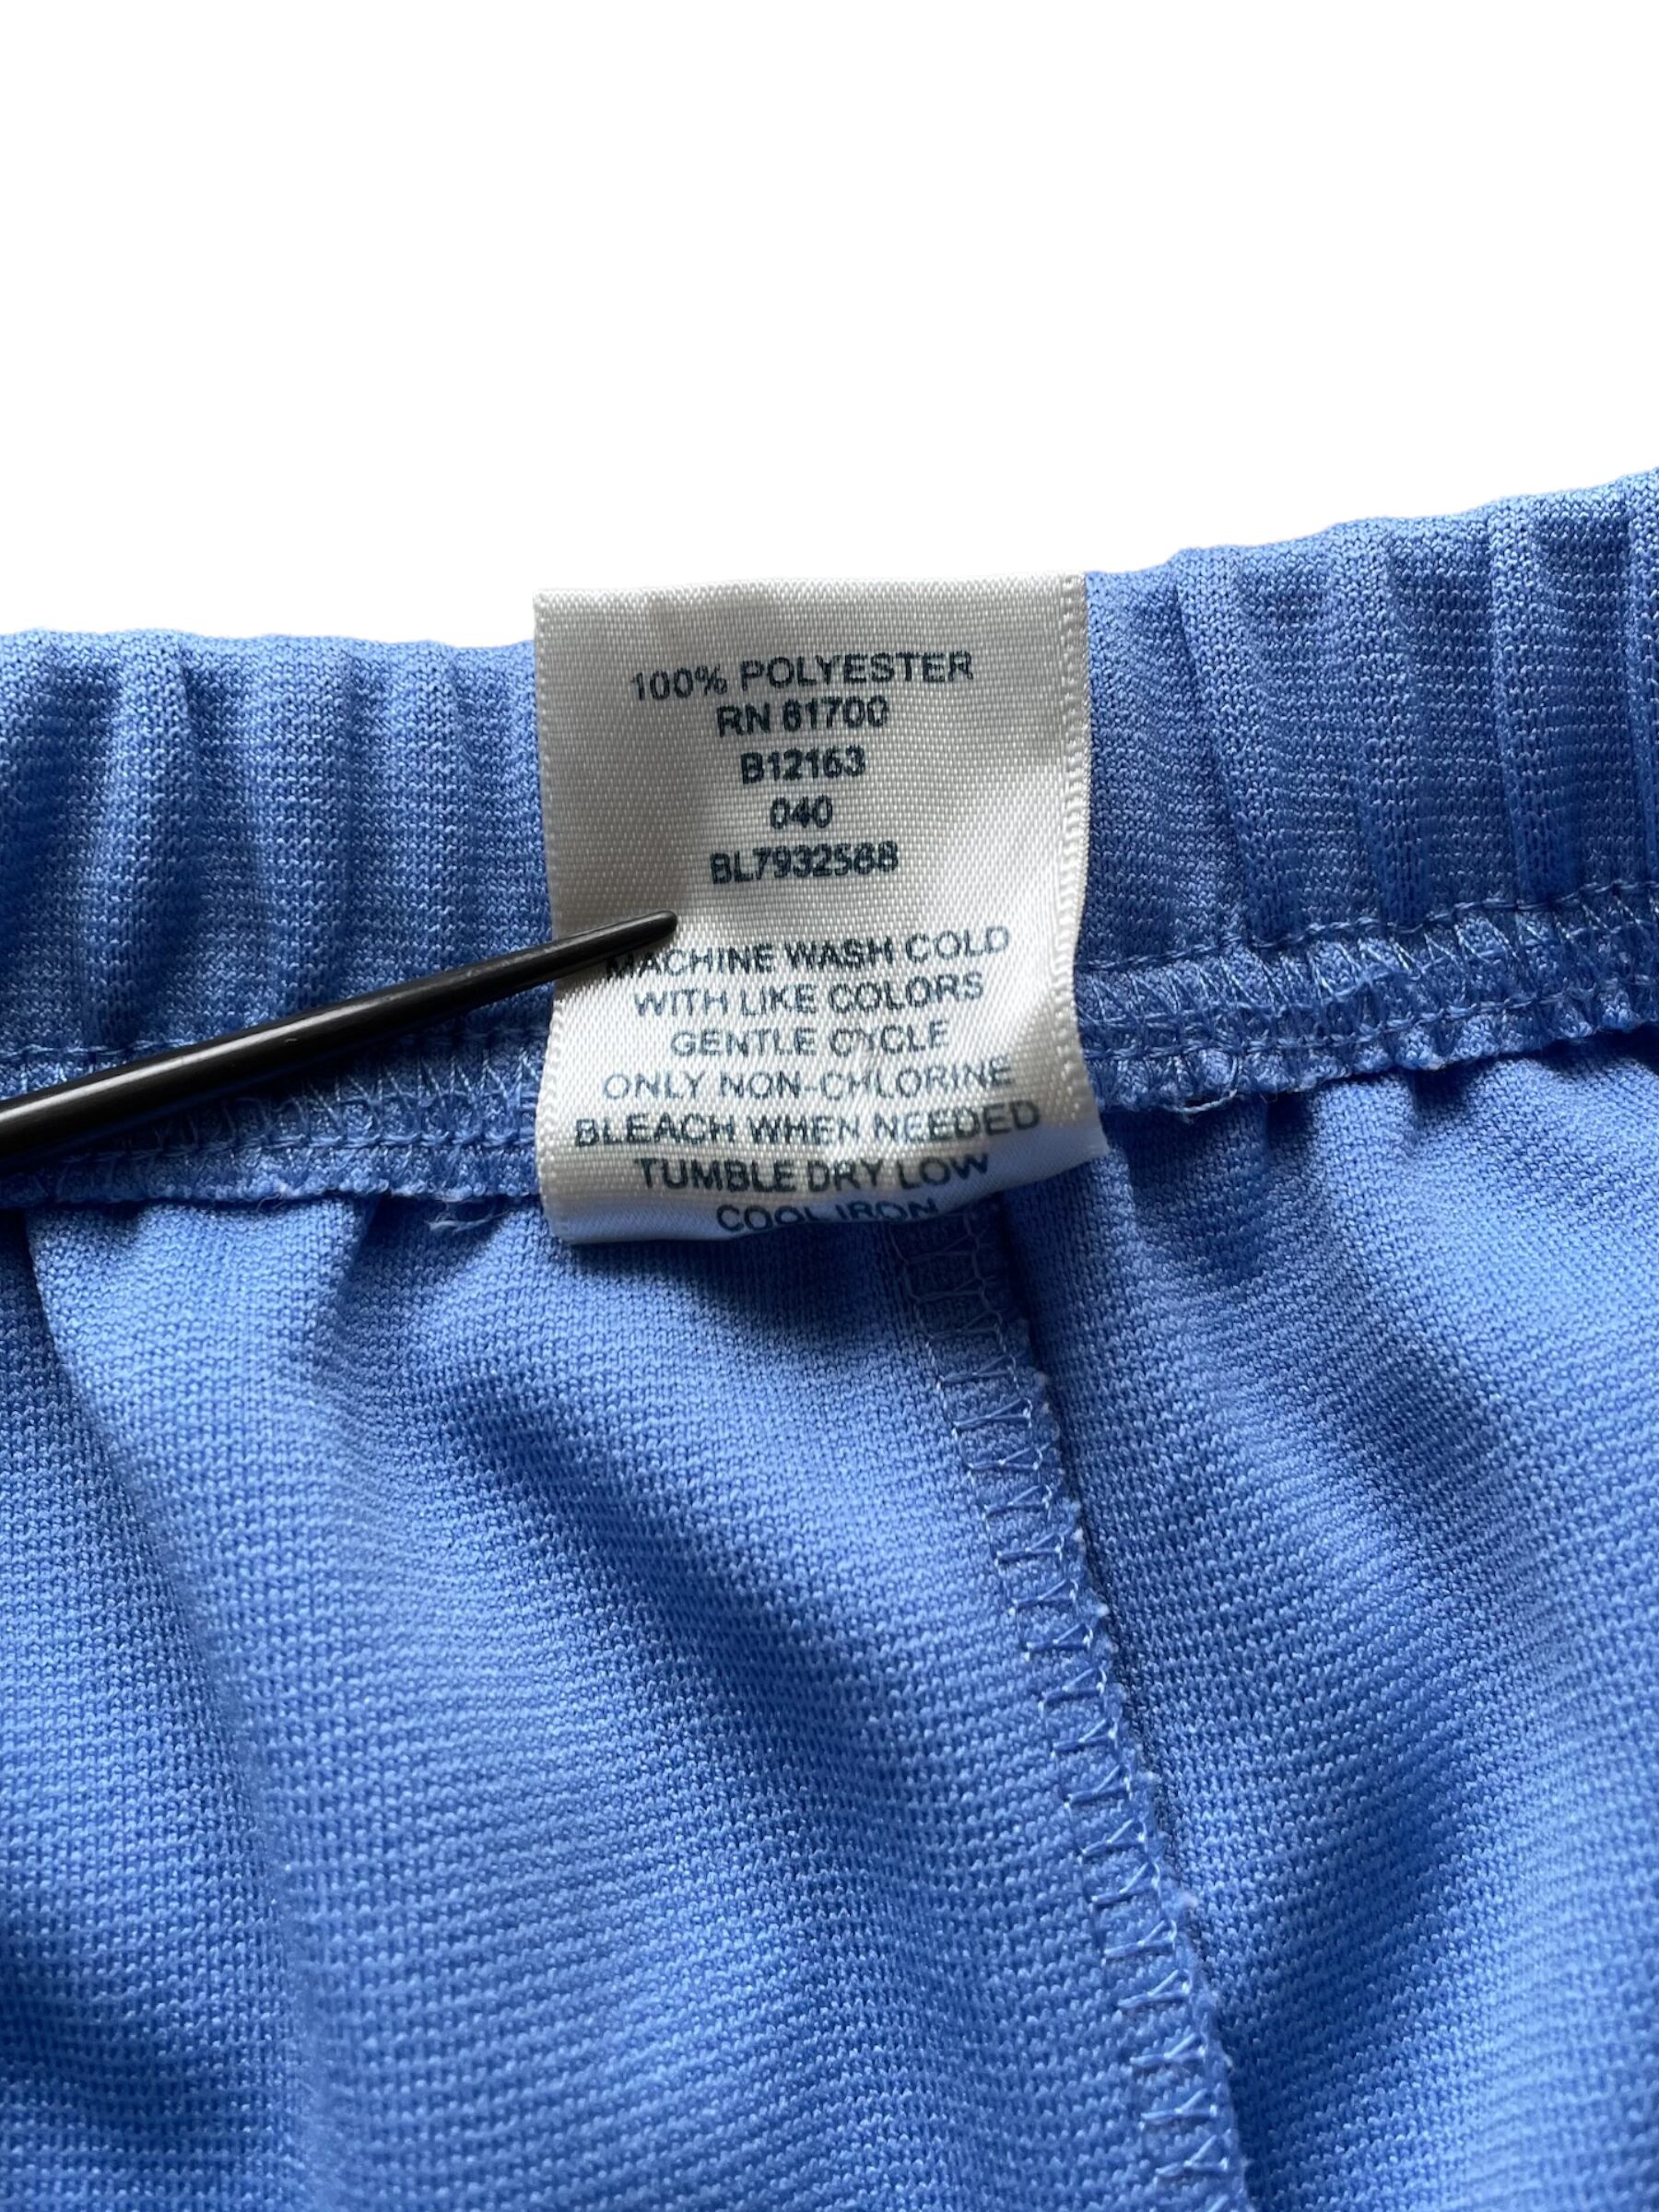 100% POLYESTER
RN 81700
B12163
040
BL7932588
MACHINE WASH COLD
WITH LIKE COLORS
GENTLE CYCLE
ONLY NON-CHLORINE
BLEACH WHEN NEEDED
TUMBLE DRY LOW
COOL IRON